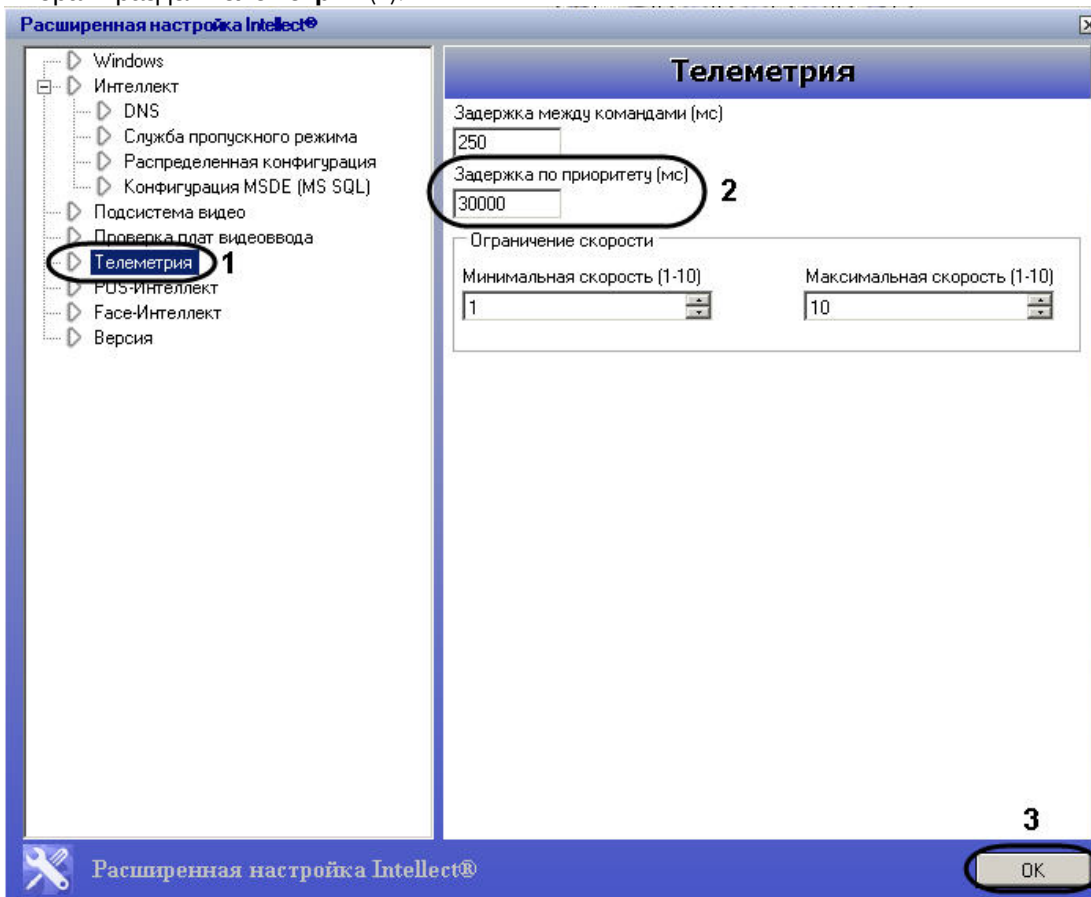 Расширенная настройка Intellect®
Windows
Интеллект
DNS
Служба пропускного режима
Распределенная конфигурация
Конфигурация MSDE (MS SQL)
Подсистема видео
Проверка плат видеоввода
Телеметрия 1
POS-Интеллект
Face-Интеллект
Версия
Телеметрия
Задержка между командами (мс)
250
Задержка по приоритету (мс)
30000
2
Ограничение скорости
Минимальная скорость (1-10) Максимальная скорость (1-10)
1 10
3
Расширенная настройка Intellect®
OK